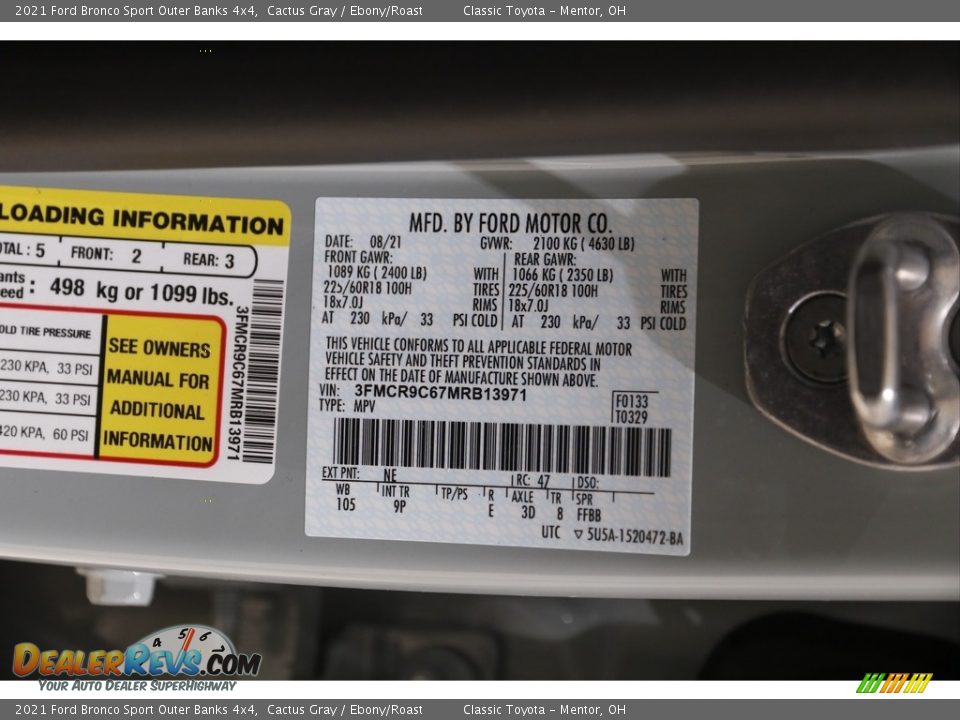 2021 Ford Bronco Sport Outer Banks 4x4, Cactus Gray / Ebony/Roast Classic Toyota - Mentor, OH
LOADING INFORMATION
: 5 FRONT: 2 REAR: 3
: 498 kg or 1099 lbs.
TIRE PRESSURE
230 KPA, 33 PSI
230 KPA, 33 PSI
420 KPA, 60 PSI
SEE OWNERS
MANUAL FOR
ADDITIONAL
INFORMATION
3FMCR9C67MRB13971
MFD. BY FORD MOTOR CO.
DATE: 08/21 GVWR: 2100 KG ( 4630 LB)
FRONT GAWR: REAR GAWR:
1089 KG ( 2400 LB) WITH 1066 KG ( 2350 LB) WITH
225/60R18 100H TIRES 225/60R18 100H TIRES
18x7.0J RIMS 18x7.0J RIMS
AT 230 kPa/ 33 PSI COLD AT 230 kPa/ 33 PSI COLD
THIS VEHICLE CONFORMS TO ALL APPLICABLE FEDERAL MOTOR
VEHICLE SAFETY AND THEFT PREVENTION STANDARDS IN
EFFECT ON THE DATE OF MANUFACTURE SHOWN ABOVE.
VIN: 3FMCR9C67MRB13971
TYPE: MPV
F0133
T0329
EXT PNT: NE RC: 47 DSO:
WB INT TR TP/PS R AXLE TR SPR
105 9P E 3D 8 FFBB
UTC ▽ 5U5A-1520472-BA
4 5 6
DEALERREVS.COM
YOUR AUTO DEALER SUPERHIGHWAY
2021 Ford Bronco Sport Outer Banks 4x4, Cactus Gray / Ebony/Roast Classic Toyota - Mentor, OH